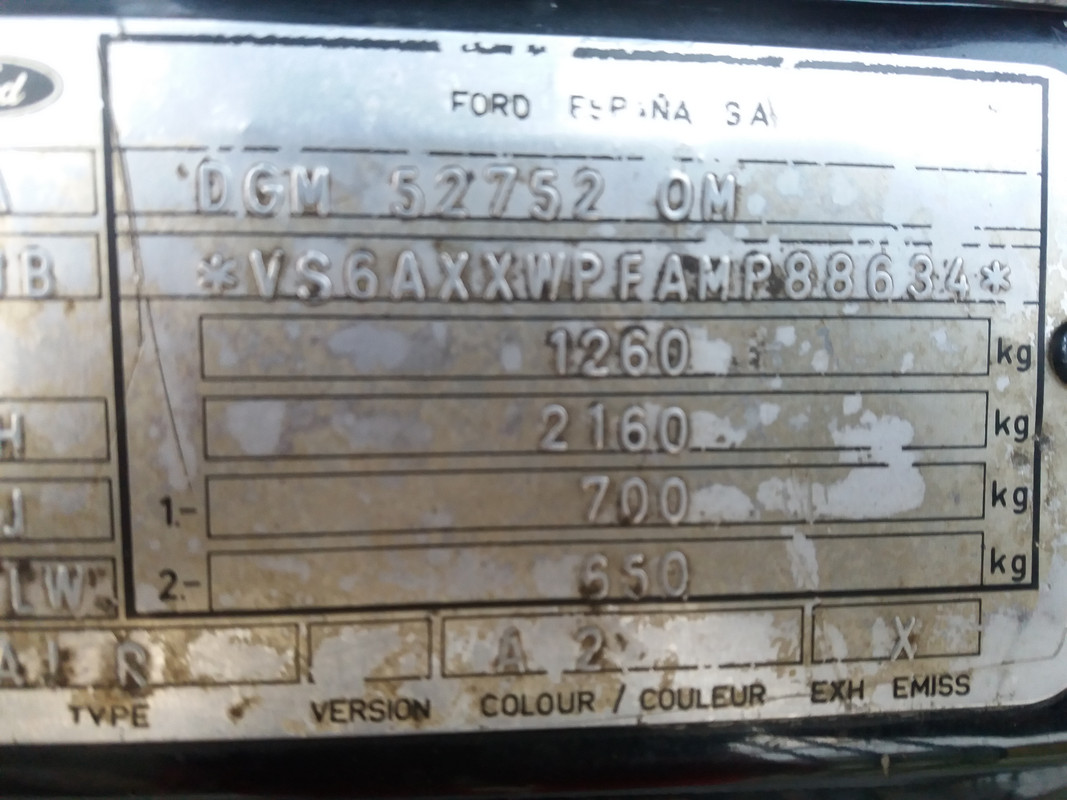 FORD ESPAÑA SA
DGM 52752 OM
B *VS6AXXWPFAMP88634*
1260 kg
H 2160 kg
J 1.- 700 kg
LW 2.- 650 kg
A 2 X
TYPE VERSION COLOUR / COULEUR EXH EMISS